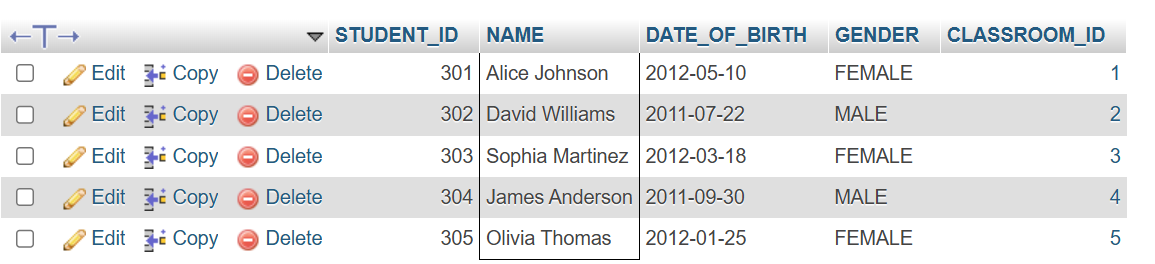 STUDENT_ID NAME DATE_OF_BIRTH GENDER CLASSROOM_ID
Edit Copy Delete 301 Alice Johnson 2012-05-10 FEMALE 1
Edit Copy Delete 302 David Williams 2011-07-22 MALE 2
Edit Copy Delete 303 Sophia Martinez 2012-03-18 FEMALE 3
Edit Copy Delete 304 James Anderson 2011-09-30 MALE 4
Edit Copy Delete 305 Olivia Thomas 2012-01-25 FEMALE 5